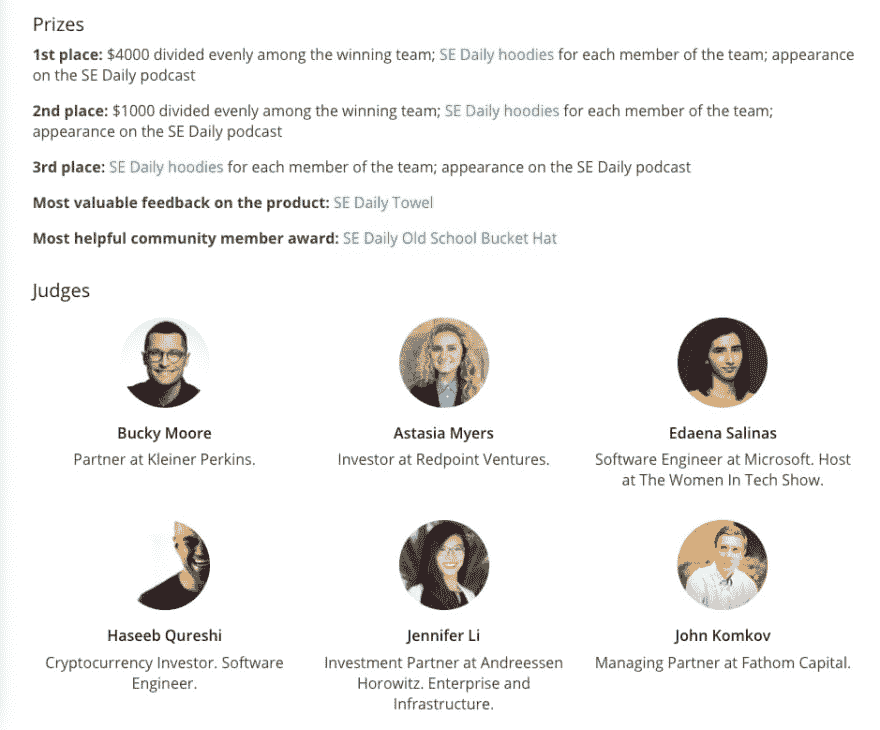 Prizes
1st place: $4000 divided evenly among the winning team; SE Daily hoodies for each member of the team; appearance
on the SE Daily podcast
2nd place: $1000 divided evenly among the winning team; SE Daily hoodies for each member of the team;
appearance on the SE Daily podcast
3rd place: SE Daily hoodies for each member of the team; appearance on the SE Daily podcast
Most valuable feedback on the product: SE Daily Towel
Most helpful community member award: SE Daily Old School Bucket Hat
Judges
Bucky Moore
Partner at Kleiner Perkins.
Astasia Myers
Investor at Redpoint Ventures.
Edaena Salinas
Software Engineer at Microsoft. Host
at The Women In Tech Show.
Haseeb Qureshi
Cryptocurrency Investor. Software
Engineer.
Jennifer Li
Investment Partner at Andreessen
Horowitz. Enterprise and
Infrastructure.
John Komkov
Managing Partner at Fathom Capital.